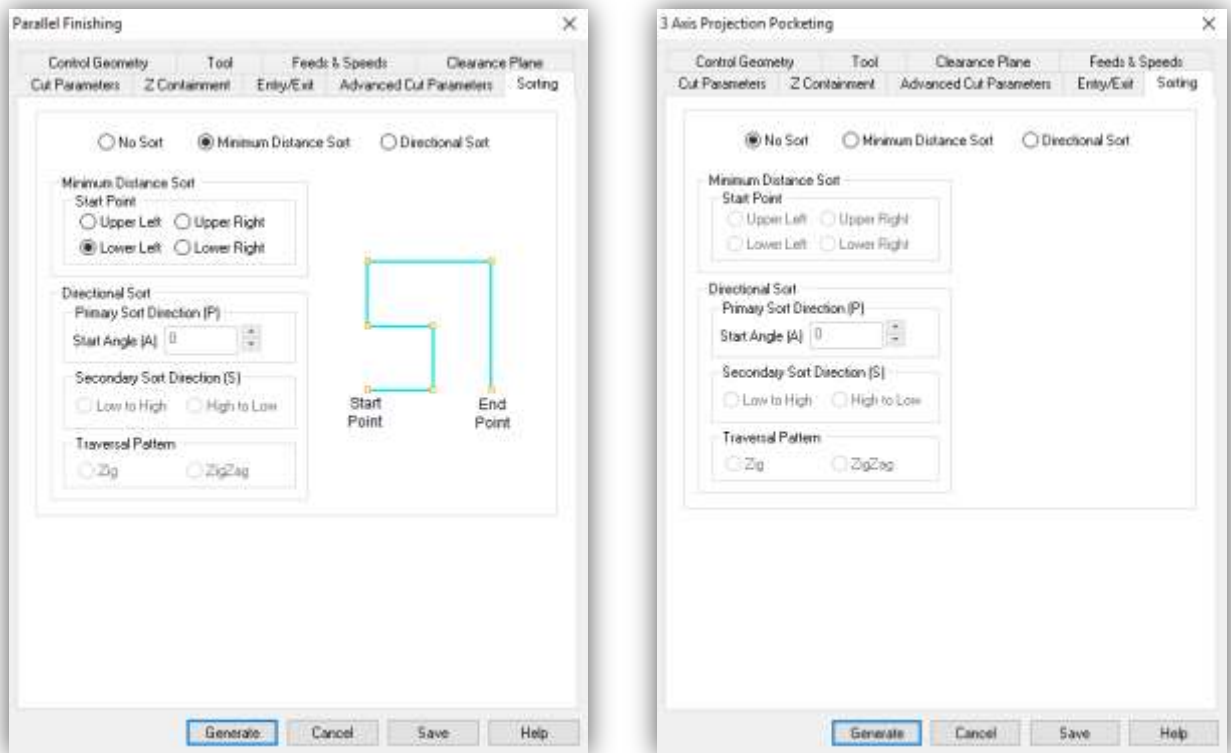 Parallel Finishing
Control Geometry Tool Feeds & Speeds Clearance Plane
Cut Parameters Z Containment Entry/Exit Advanced Cut Parameters Sorting
No Sort Minimum Distance Sort Directional Sort
Minimum Distance Sort
Start Point
Upper Left Upper Right
Lower Left Lower Right
Directional Sort
Primary Sort Direction (P)
Start Angle (A) 0
Secondary Sort Direction (S)
Low to High High to Low
Traversal Pattern
Zig ZigZag
Start
Point
End
Point
Generate Cancel Save Help
3 Axis Projection Pocketing
Control Geometry Tool Clearance Plane Feeds & Speeds
Cut Parameters Z Containment Advanced Cut Parameters Entry/Exit Sorting
No Sort Minimum Distance Sort Directional Sort
Minimum Distance Sort
Start Point
Upper Left Upper Right
Lower Left Lower Right
Directional Sort
Primary Sort Direction (P)
Start Angle (A) 0
Secondary Sort Direction (S)
Low to High High to Low
Traversal Pattern
Zig ZigZag
Generate Cancel Save Help